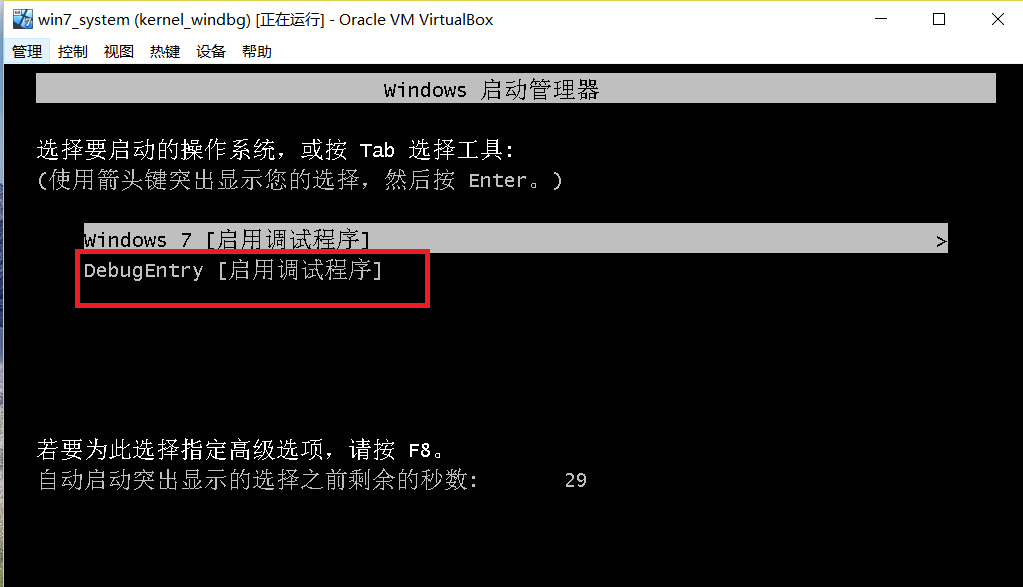 win7_system (kernel_windbg) [正在运行] - Oracle VM VirtualBox
管理 控制 视图 热键 设备 帮助
Windows 启动管理器
选择要启动的操作系统，或按 Tab 选择工具:
(使用箭头键突出显示您的选择，然后按 Enter。)
Windows 7 [启用调试程序] >
DebugEntry [启用调试程序]
若要为此选择指定高级选项，请按 F8。
自动启动突出显示的选择之前剩余的秒数: 29